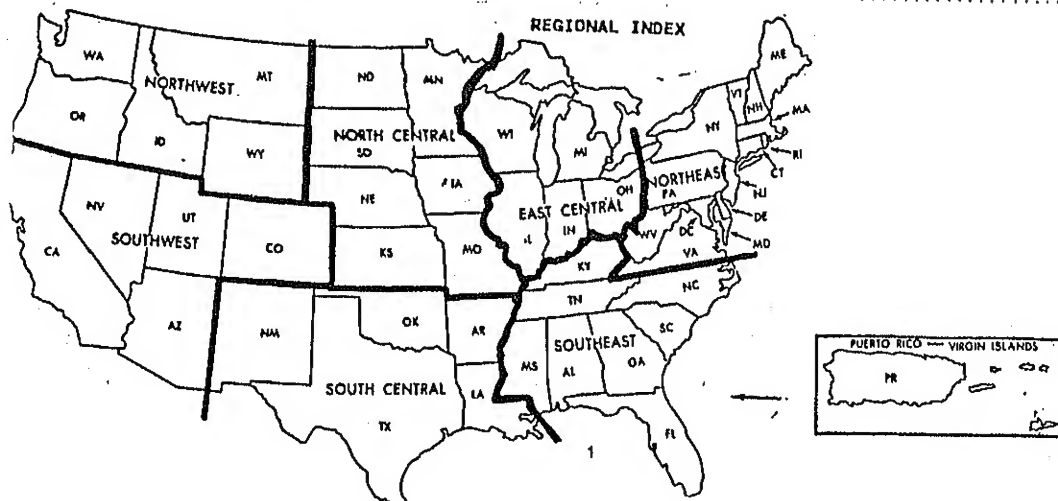 REGIONAL INDEX
WA
MT
ND
MN
ME
NORTHWEST
VT
NH
MA
OR
ID
WY
NORTH CENTRAL
SD
WI
MI
NY
RI
CT
NORTHEAST
PA
NJ
NE
IA
OH
EAST CENTRAL
IL
IN
DE
MD
NV
UT
CO
SOUTHWEST
CA
KS
MO
WV
DC
VA
KY
AZ
NM
OK
AR
TN
NC
SC
SOUTHEAST
MS
AL
GA
SOUTH CENTRAL
LA
TX
FL
PUERTO RICO — VIRGIN ISLANDS
PR
1